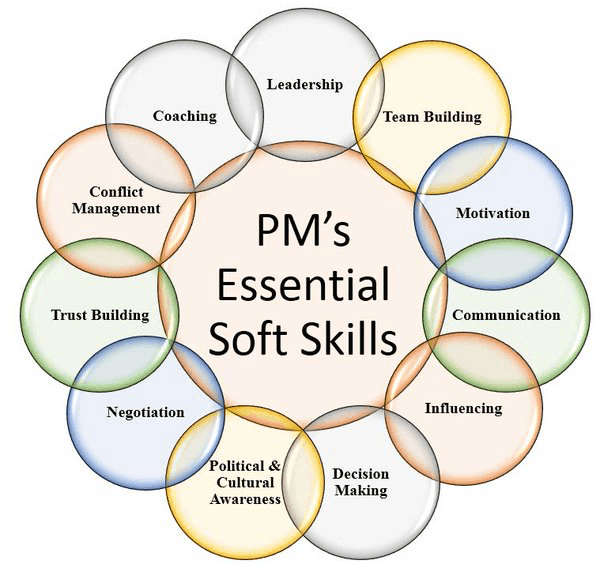 PM's
Essential
Soft Skills
Leadership
Team Building
Motivation
Communication
Influencing
Decision
Making
Political &
Cultural
Awareness
Negotiation
Trust Building
Conflict
Management
Coaching